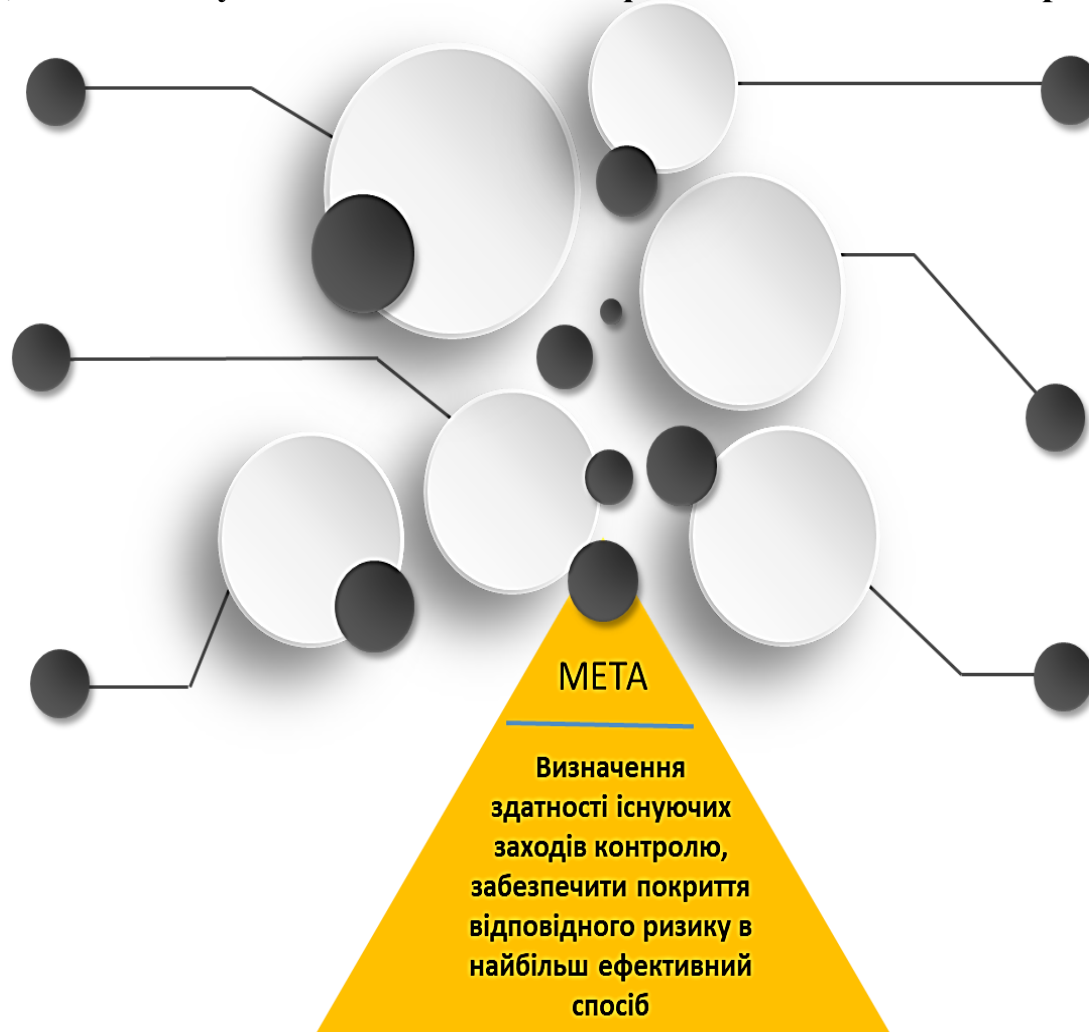 МЕТА
Визначення
здатності існуючих
заходів контролю,
забезпечити покриття
відповідного ризику в
найбільш ефективний
спосіб